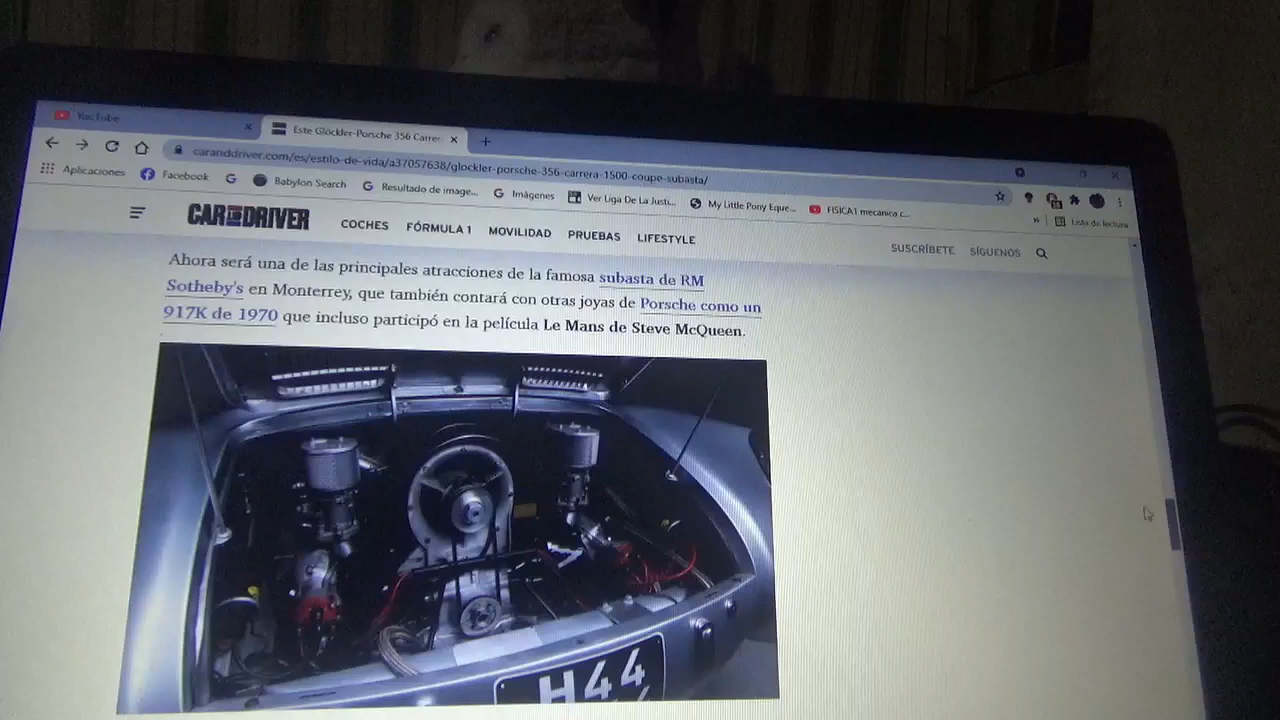 YouTube
Este Glöckler-Porsche 356 Carrer
caranddriver.com/es/estilo-de-vida/a37057638/glockler-porsche-356-carrera-1500-coupe-subasta/
Aplicaciones Facebook Babylon Search Resultado de image... Imágenes Ver Liga De La Justi... My Little Pony Eque... FISICA1 mecanica c... » Lista de lectura
CAR AND DRIVER COCHES FÓRMULA 1 MOVILIDAD PRUEBAS LIFESTYLE SUSCRÍBETE SÍGUENOS
Ahora será una de las principales atracciones de la famosa subasta de RM
Sotheby's en Monterrey, que también contará con otras joyas de Porsche como un
917K de 1970 que incluso participó en la película Le Mans de Steve McQueen.
H44